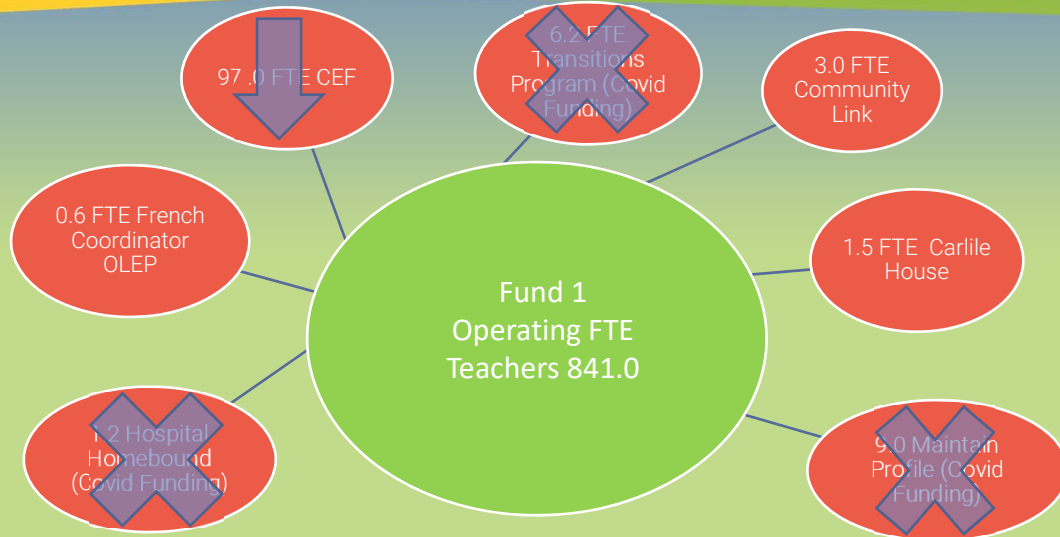 97 .0 FTE CEF
6.2 FTE
Transitions
Program (Covid
Funding)
3.0 FTE
Community
Link
0.6 FTE French
Coordinator
OLEP
1.5 FTE Carlile
House
Fund 1
Operating FTE
Teachers 841.0
1.2 Hospital
Homebound
(Covid Funding)
9.0 Maintain
Profile (Covid
Funding)